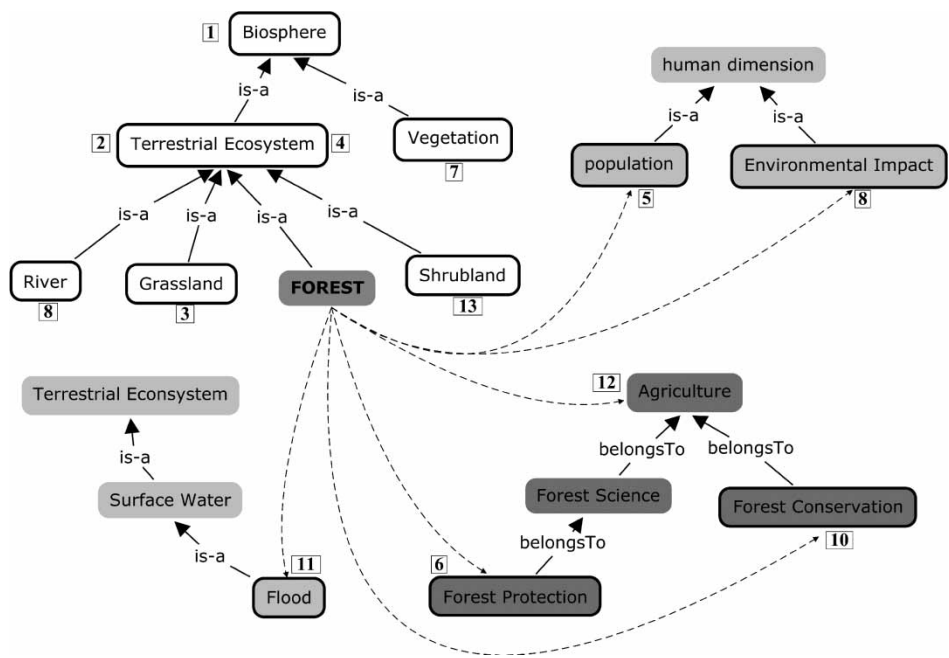 1
Biosphere
is-a
is-a
2
Terrestrial Ecosystem
4
Vegetation
7
is-a
is-a
is-a
is-a
River
8
Grassland
3
FOREST
Shrubland
13
human dimension
is-a
is-a
population
5
Environmental Impact
8
Terrestrial Econsystem
is-a
Surface Water
is-a
11
Flood
12
Agriculture
belongsTo
belongsTo
Forest Science
Forest Conservation
10
belongsTo
6
Forest Protection